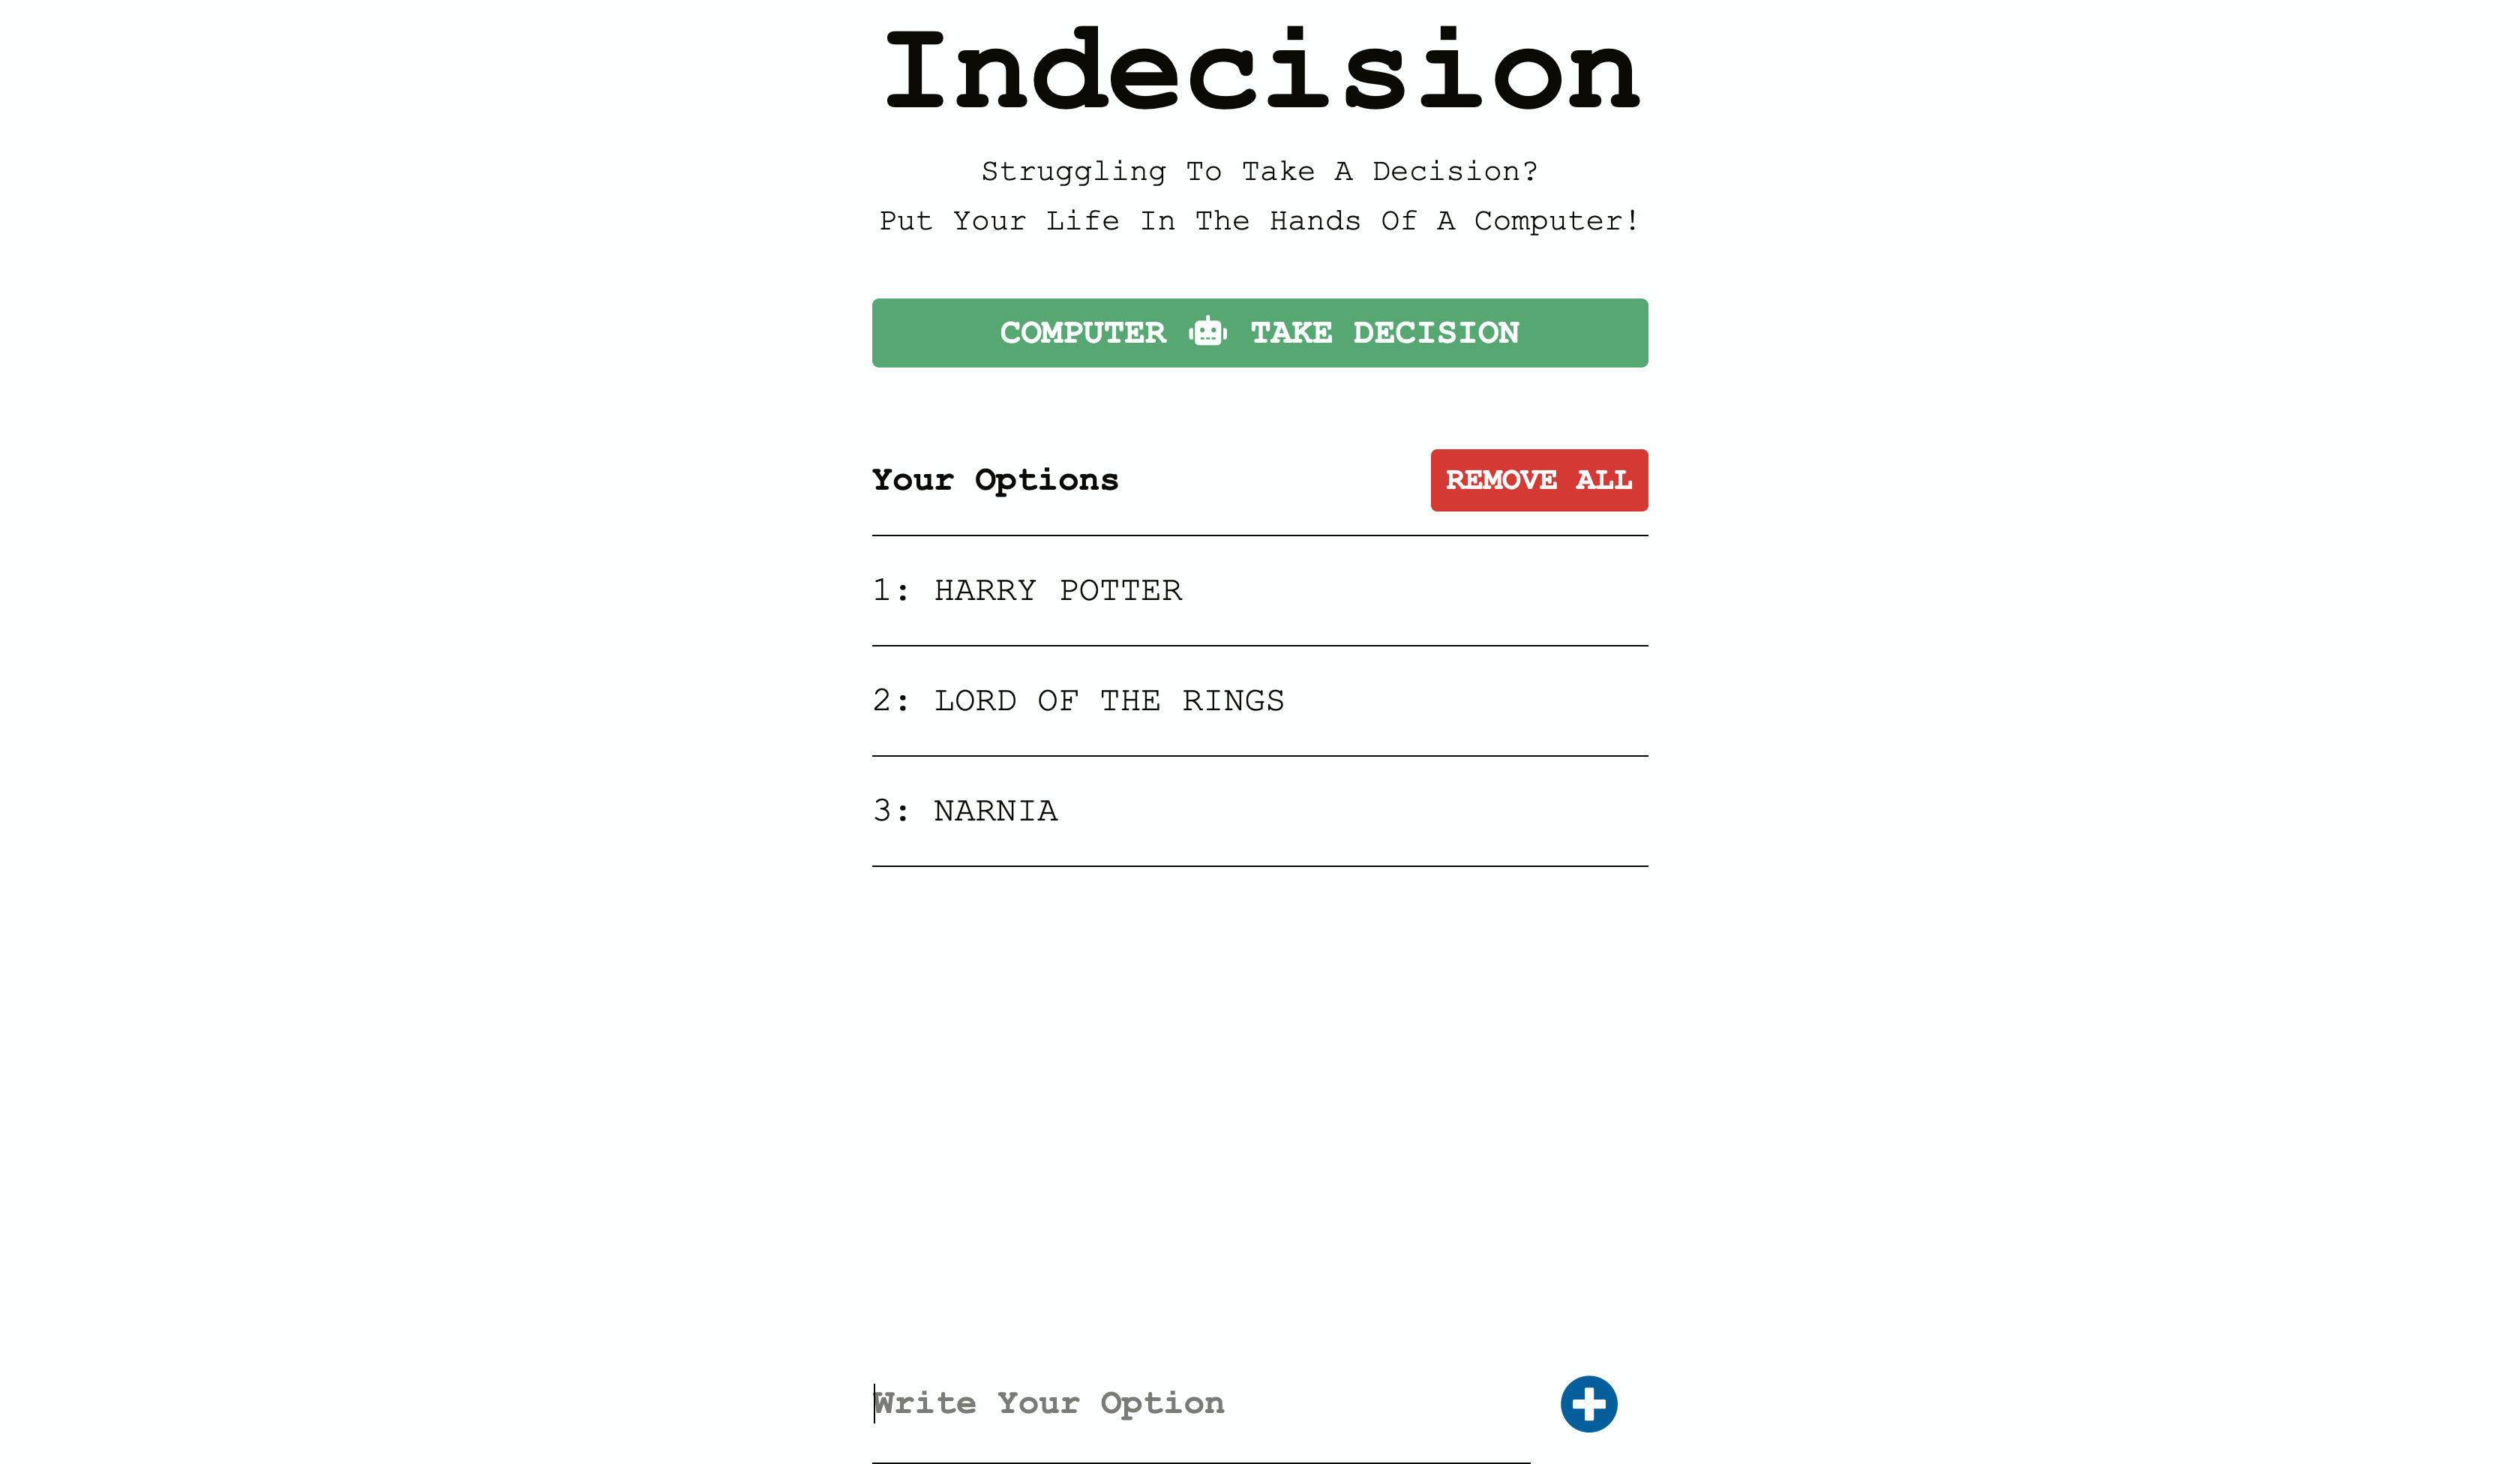 Indecision
Struggling To Take A Decision?
Put Your Life In The Hands Of A Computer!
COMPUTER TAKE DECISION
Your Options
REMOVE ALL
1: HARRY POTTER
2: LORD OF THE RINGS
3: NARNIA
Write Your Option